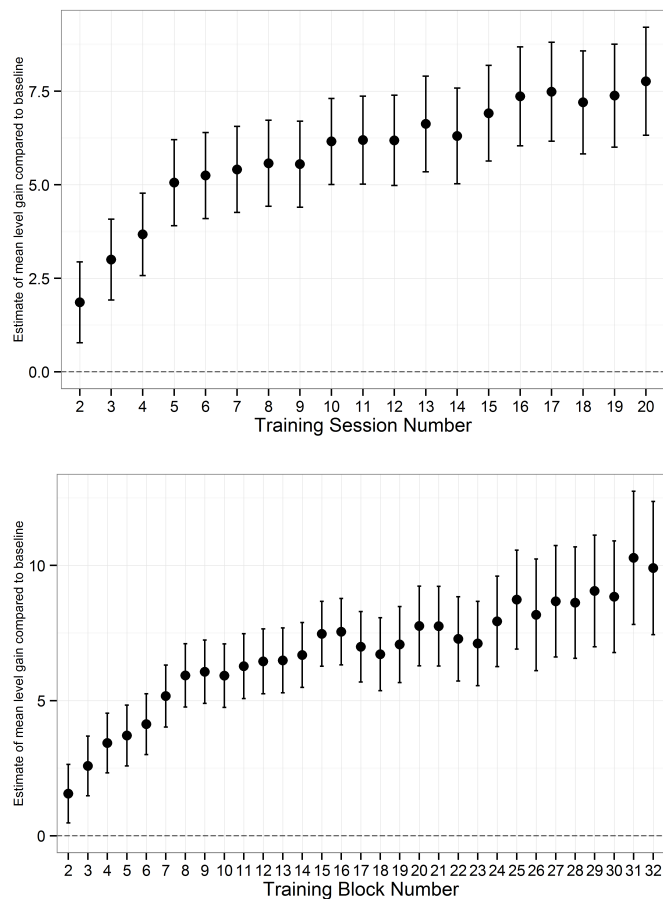 Estimate of mean level gain compared to baseline
7.5
5.0
2.5
0.0
2 3 4 5 6 7 8 9 10 11 12 13 14 15 16 17 18 19 20
Training Session Number
Estimate of mean level gain compared to baseline
10
5
0
2 3 4 5 6 7 8 9 10 11 12 13 14 15 16 17 18 19 20 21 22 23 24 25 26 27 28 29 30 31 32
Training Block Number